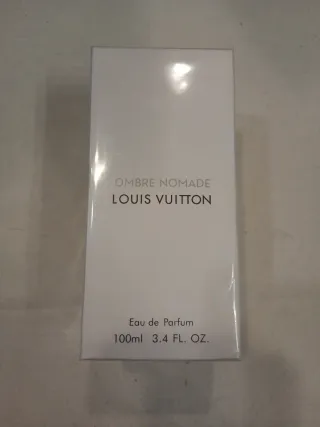 OMBRE NOMADE
LOUIS VUITTON
Eau de Parfum
100ml 3.4 FL. OZ.